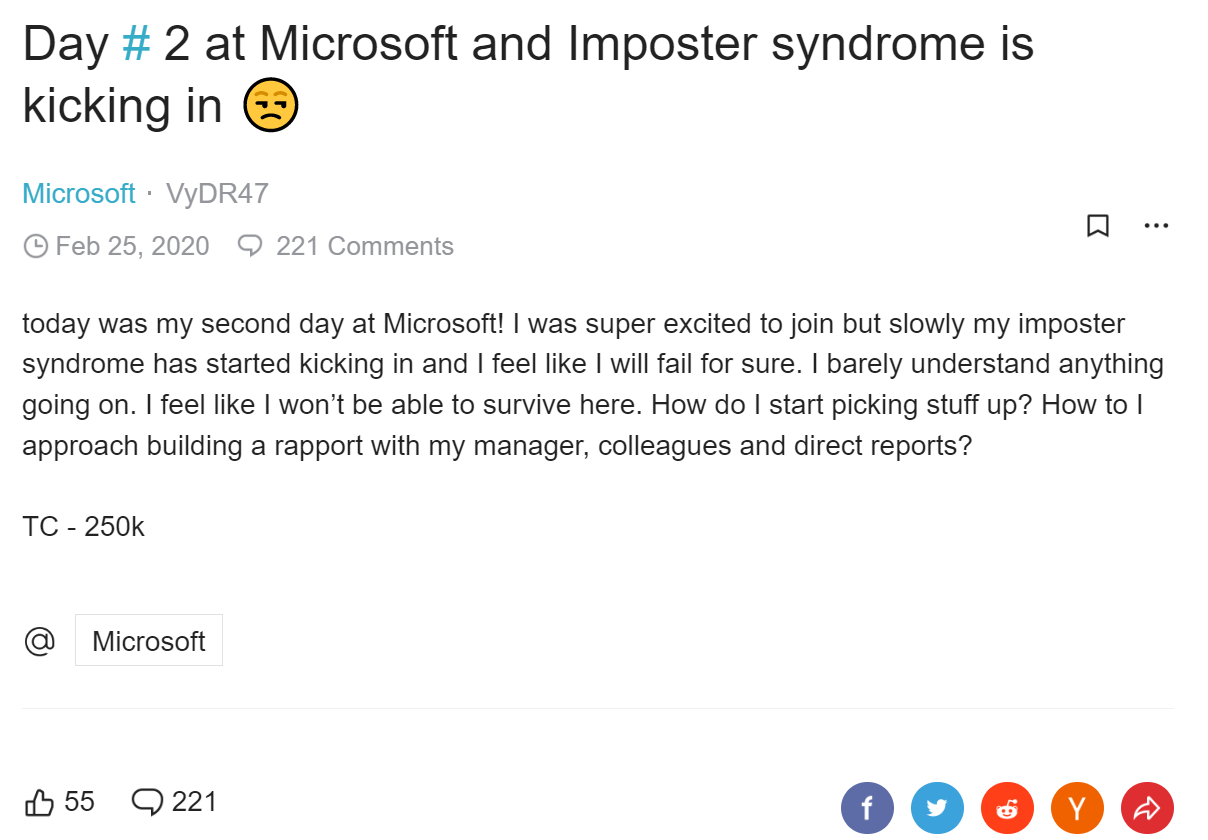 Day # 2 at Microsoft and Imposter syndrome is
kicking in 😒
Microsoft · VyDR47
Feb 25, 2020 221 Comments
today was my second day at Microsoft! I was super excited to join but slowly my imposter
syndrome has started kicking in and I feel like I will fail for sure. I barely understand anything
going on. I feel like I won’t be able to survive here. How do I start picking stuff up? How to I
approach building a rapport with my manager, colleagues and direct reports?
TC - 250k
@ Microsoft
55 221